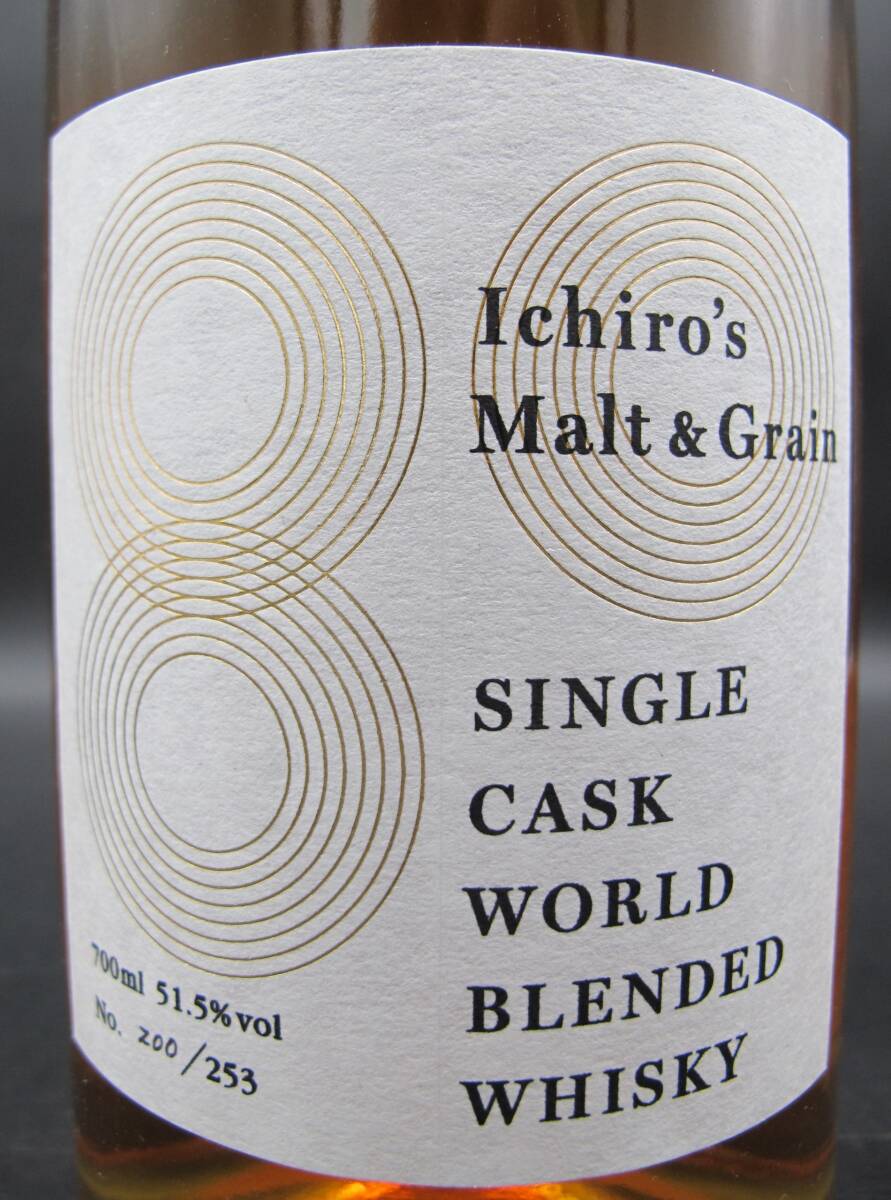 Ichiro's
Malt & Grain
SINGLE
CASK
WORLD
BLENDED
WHISKY
700ml 51.5%vol
No. 200/253